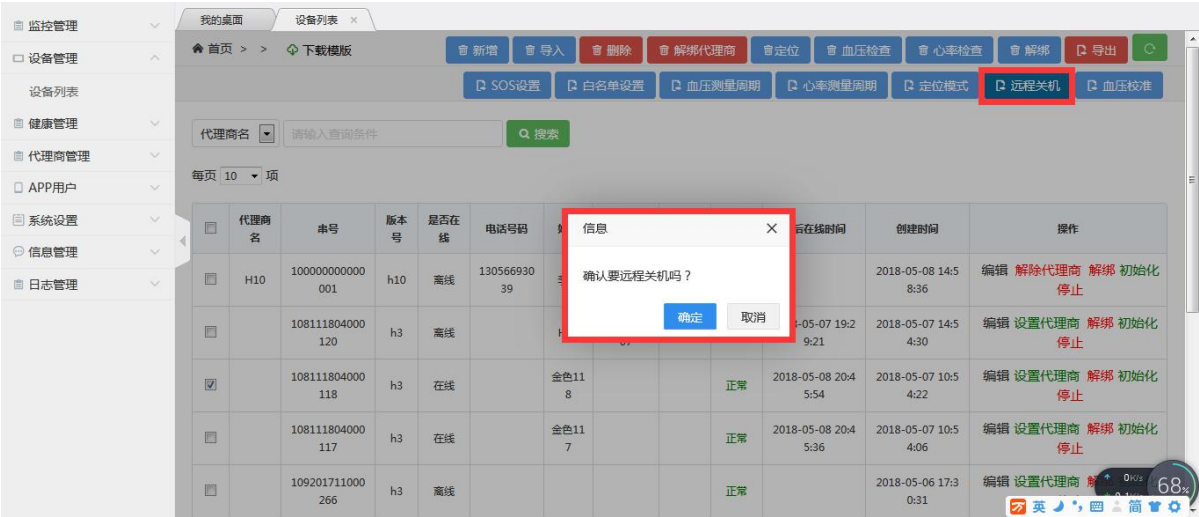 监控管理
设备管理
设备列表
健康管理
代理商管理
APP用户
系统设置
信息管理
日志管理
我的桌面 设备列表 ×
首页 > > 下载模版
新增 导入 删除 解绑代理商 定位 血压检查 心率检查 解绑 导出
SOS设置 白名单设置 血压测量周期 心率测量周期 定位模式 远程关机 血压校准
代理商名 请输入查询条件 搜索
每页 10 项
代理商名 串号 版本号 是否在线 电话号码 后在线时间 创建时间 操作
H10 100000000000001 h10 离线 13056693039 2018-05-08 14:58:36 编辑 解除代理商 解绑 初始化 停止
108111804000120 h3 离线 -05-07 19:29:21 2018-05-07 14:54:30 编辑 设置代理商 解绑 初始化 停止
108111804000118 h3 在线 金色118 正常 2018-05-08 20:45:54 2018-05-07 10:54:22 编辑 设置代理商 解绑 初始化 停止
108111804000117 h3 在线 金色117 正常 2018-05-08 20:45:36 2018-05-07 10:54:06 编辑 设置代理商 解绑 初始化 停止
109201711000266 h3 离线 正常 2018-05-06 17:30:31 编辑 设置代理商
信息 ×
确认要远程关机吗？
确定 取消
0K/s
68%
英 简